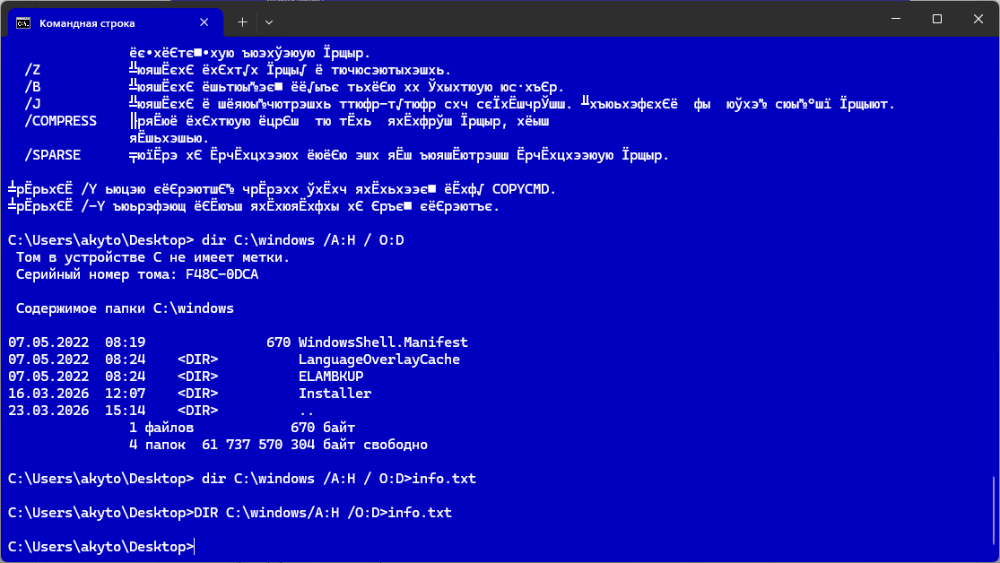 Командная строка
ёє•хёЄтє■•хую ъюэхўэюую Їрщыр.
/Z ╩юяшЁєхЄ ёхЄхт√х Їрщы√ ё тючюсэютыхэшхь.
/B ╩юяшЁєхЄ ёшьтюы№эє■ ёё√ыъє тьхёЄю хх Ўхыхтюую юс·хъЄр.
/J ╩юяшЁєхЄ ё шёяюы№чютрэшхь ттюфр-т√тюфр схч сєЇхЁшчрЎшш. ╨хъюьхэфєхЄё  фы  юўхэ№ сюы№°шї Їрщыют.
/COMPRESS ╟ряЁюё ёхЄхтюую ёцрЄш  тю тЁхь  яхЁхфрўш Їрщыр, хёыш
яЁшьхэшью.
/SPARSE ╤юїЁрэ хЄ ЁрчЁхцхээюх ёюёЄю эшх яЁш ъюяшЁютрэшш ЁрчЁхцхээюую Їрщыр.
╧рЁрьхЄЁ /Y ьюцэю єёЄрэютшЄ№ чрЁрэхх ўхЁхч яхЁхьхээє■ ёЁхф√ COPYCMD.
╧рЁрьхЄЁ /-Y ъюьрэфэющ ёЄЁюъш яхЁхюяЁхфхы хЄ Єръє■ єёЄрэютъє.
C:\Users\akyto\Desktop> dir C:\windows /A:H / O:D
Том в устройстве C не имеет метки.
Серийный номер тома: F48C-0DCA
Содержимое папки C:\windows
07.05.2022 08:19 670 WindowsShell.Manifest
07.05.2022 08:24 <DIR> LanguageOverlayCache
07.05.2022 08:24 <DIR> ELAMBKUP
16.03.2026 12:07 <DIR> Installer
23.03.2026 15:14 <DIR> ..
1 файлов 670 байт
4 папок 61 737 570 304 байт свободно
C:\Users\akyto\Desktop> dir C:\windows /A:H / O:D>info.txt
C:\Users\akyto\Desktop>DIR C:\windows/A:H /O:D>info.txt
C:\Users\akyto\Desktop>